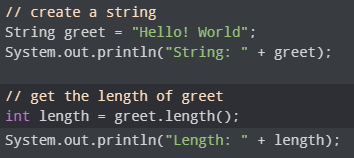 // create a string
String greet = "Hello! World";
System.out.println("String: " + greet);
// get the length of greet
int length = greet.length();
System.out.println("Length: " + length);